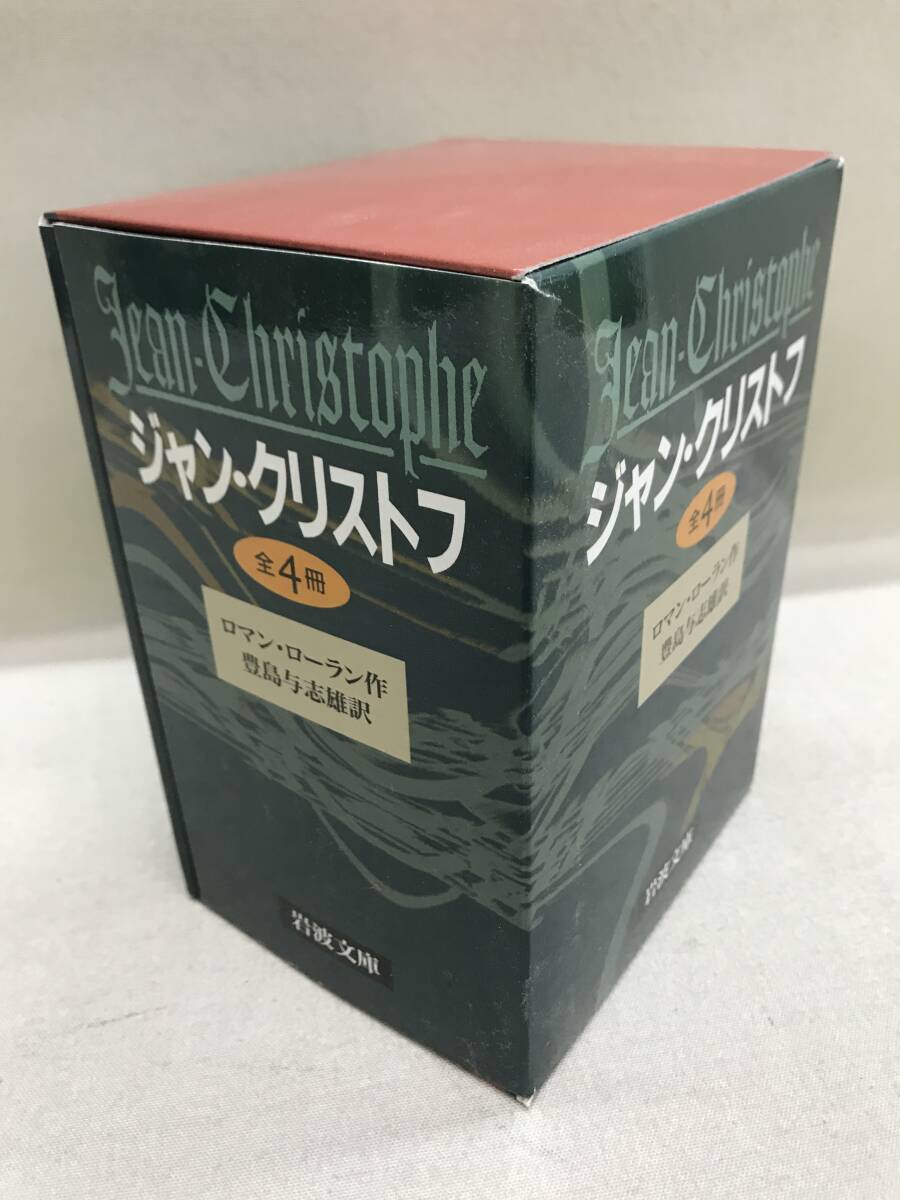 Jean-Christophe
ジャン・クリストフ
全4冊
ロマン・ローラン作
豊島与志雄訳
岩波文庫
Jean-Christophe
ジャン・クリストフ
全4冊
ロマン・ローラン作
豊島与志雄訳
岩波文庫